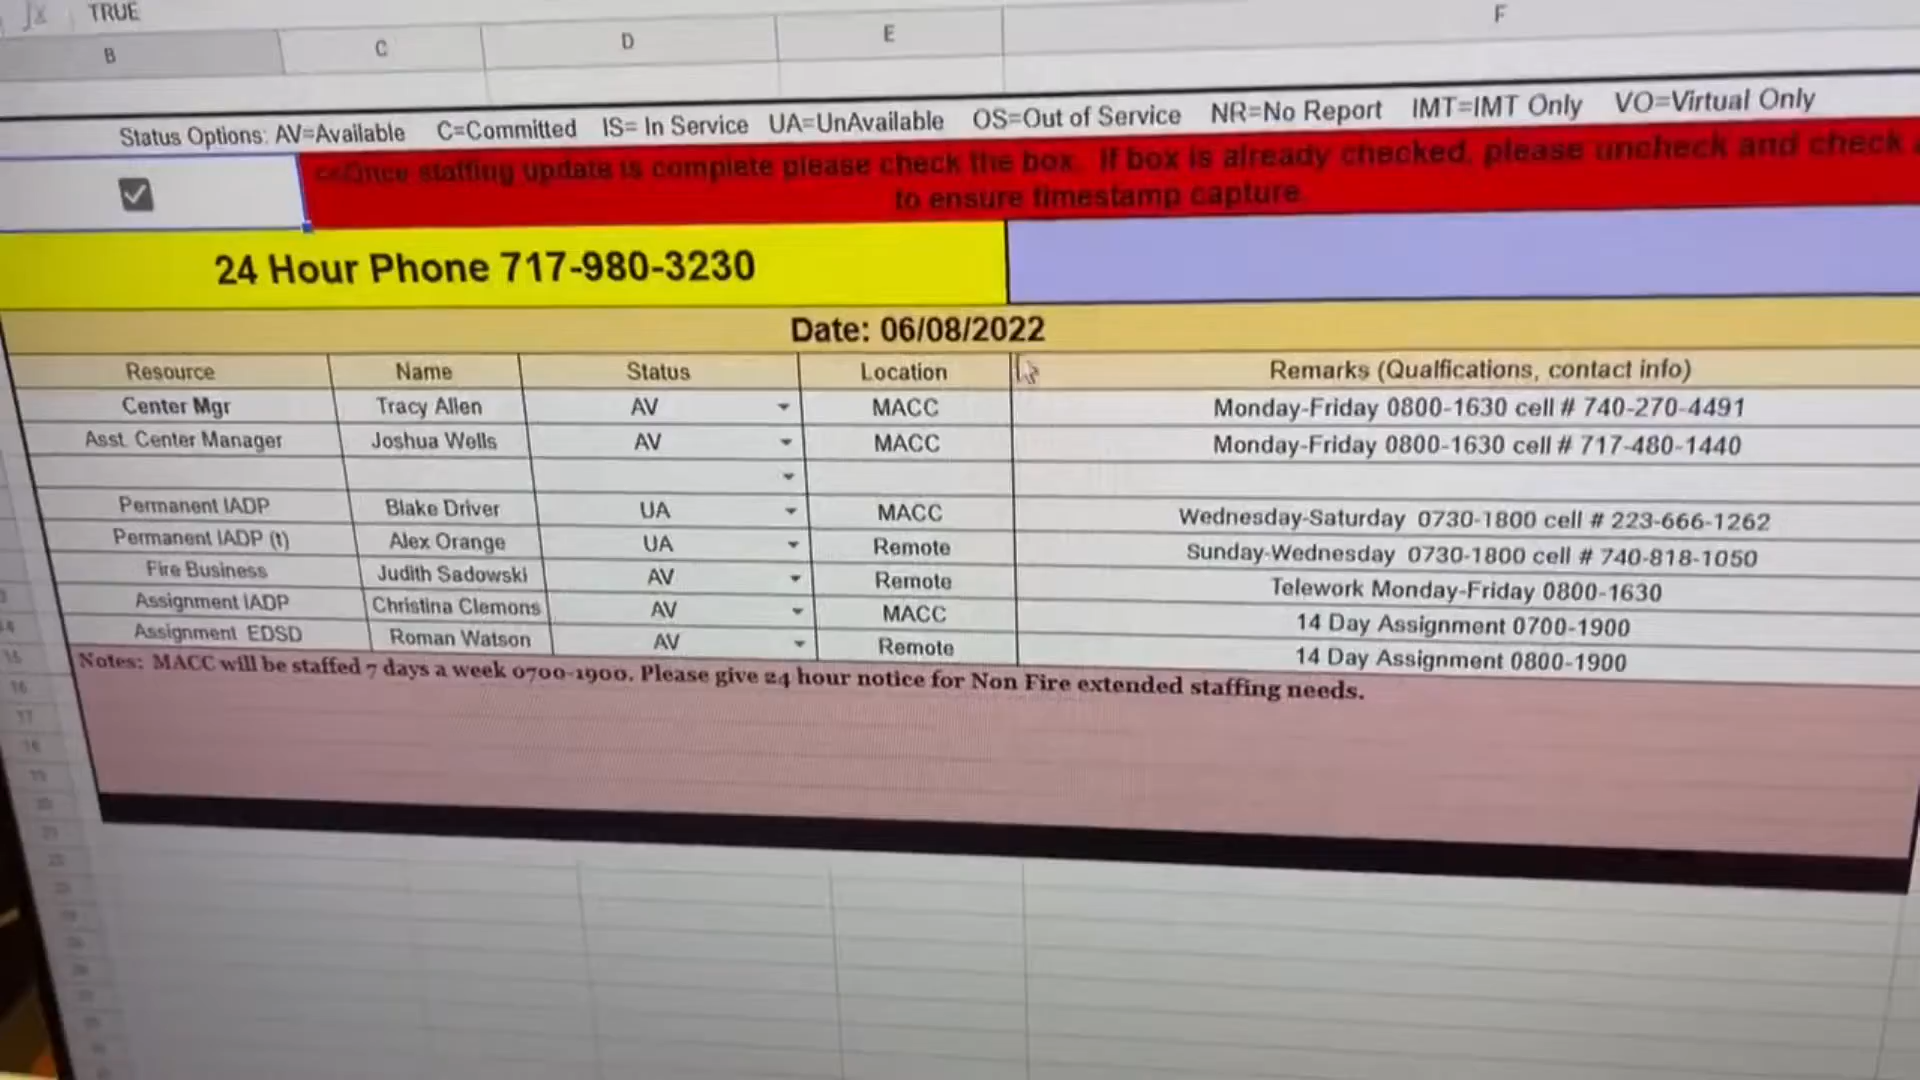 TRUE
B C D E F
Status Options: AV=Available C=Committed IS= In Service UA=UnAvailable OS=Out of Service NR=No Report IMT=IMT Only VO=Virtual Only
<<Once staffing update is complete please check the box. If box is already checked, please uncheck and check
to ensure timestamp capture.
24 Hour Phone 717-980-3230
Date: 06/08/2022
Resource Name Status Location Remarks (Qualfications, contact info)
Center Mgr Tracy Allen AV MACC Monday-Friday 0800-1630 cell # 740-270-4491
Asst. Center Manager Joshua Wells AV MACC Monday-Friday 0800-1630 cell # 717-480-1440
Permanent IADP Blake Driver UA MACC Wednesday-Saturday 0730-1800 cell # 223-666-1262
Permanent IADP (t) Alex Orange UA Remote Sunday-Wednesday 0730-1800 cell # 740-818-1050
Fire Business Judith Sadowski AV Remote Telework Monday-Friday 0800-1630
Assignment IADP Christina Clemons AV MACC 14 Day Assignment 0700-1900
Assignment EDSD Roman Watson AV Remote 14 Day Assignment 0800-1900
Notes: MACC will be staffed 7 days a week 0700-1900. Please give 24 hour notice for Non Fire extended staffing needs.
15
16
17
18
19
20
21